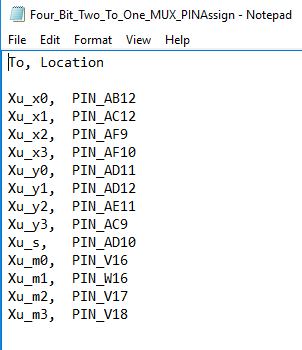 Four_Bit_Two_To_One_MUX_PINAssign - Notepad
File Edit Format View Help
To, Location
Xu_x0, PIN_AB12
Xu_x1, PIN_AC12
Xu_x2, PIN_AF9
Xu_x3, PIN_AF10
Xu_y0, PIN_AD11
Xu_y1, PIN_AD12
Xu_y2, PIN_AE11
Xu_y3, PIN_AC9
Xu_s, PIN_AD10
Xu_m0, PIN_V16
Xu_m1, PIN_W16
Xu_m2, PIN_V17
Xu_m3, PIN_V18